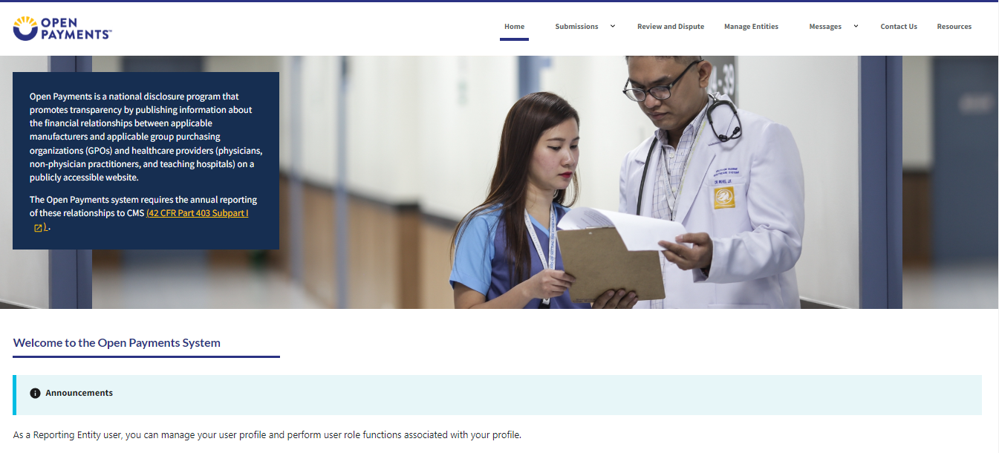 OPEN
PAYMENTS™
Home
Submissions
Review and Dispute
Manage Entities
Messages
Contact Us
Resources
Open Payments is a national disclosure program that
promotes transparency by publishing information about
the financial relationships between applicable
manufacturers and applicable group purchasing
organizations (GPOs) and healthcare providers (physicians,
non-physician practitioners, and teaching hospitals) on a
publicly accessible website.
The Open Payments system requires the annual reporting
of these relationships to CMS (42 CFR Part 403 Subpart I
).
-39
Welcome to the Open Payments System
Announcements
As a Reporting Entity user, you can manage your user profile and perform user role functions associated with your profile.